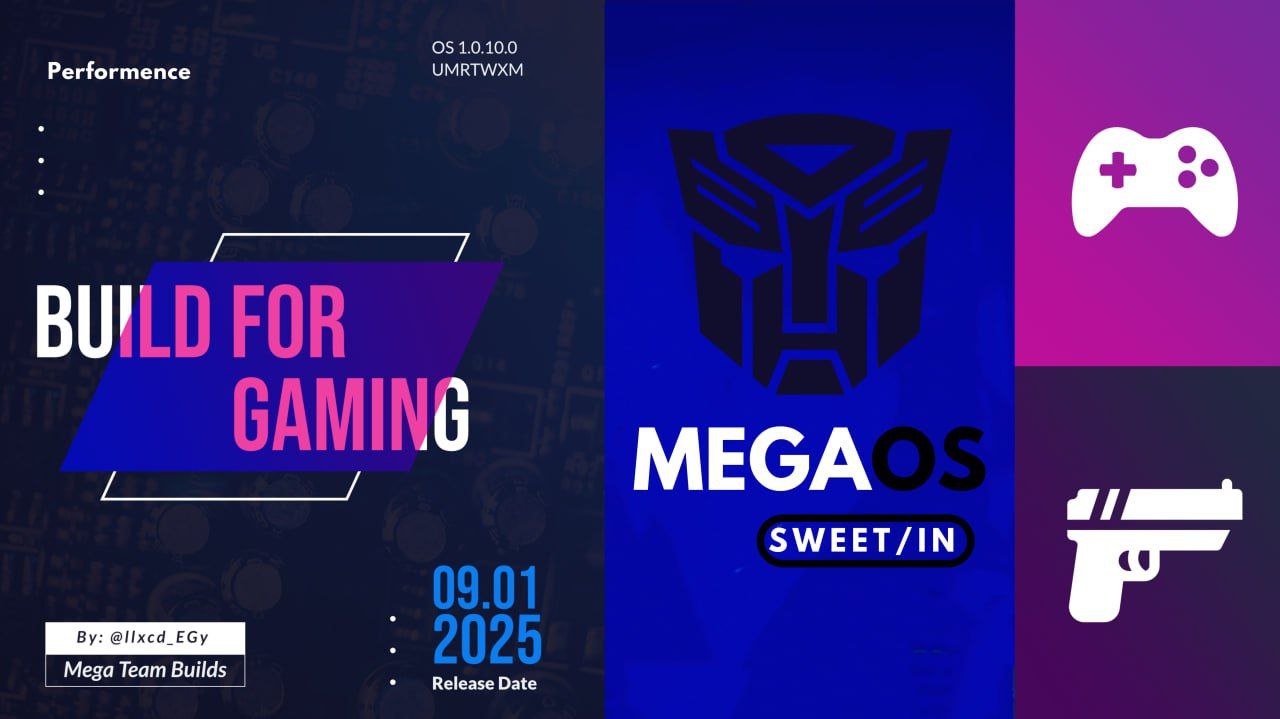 Performence
OS 1.0.10.0
UMRTWXM
BUILD FOR
GAMING
MEGAOS
SWEET/IN
09.01
2025
Release Date
By: @llxcd_EGy
Mega Team Builds